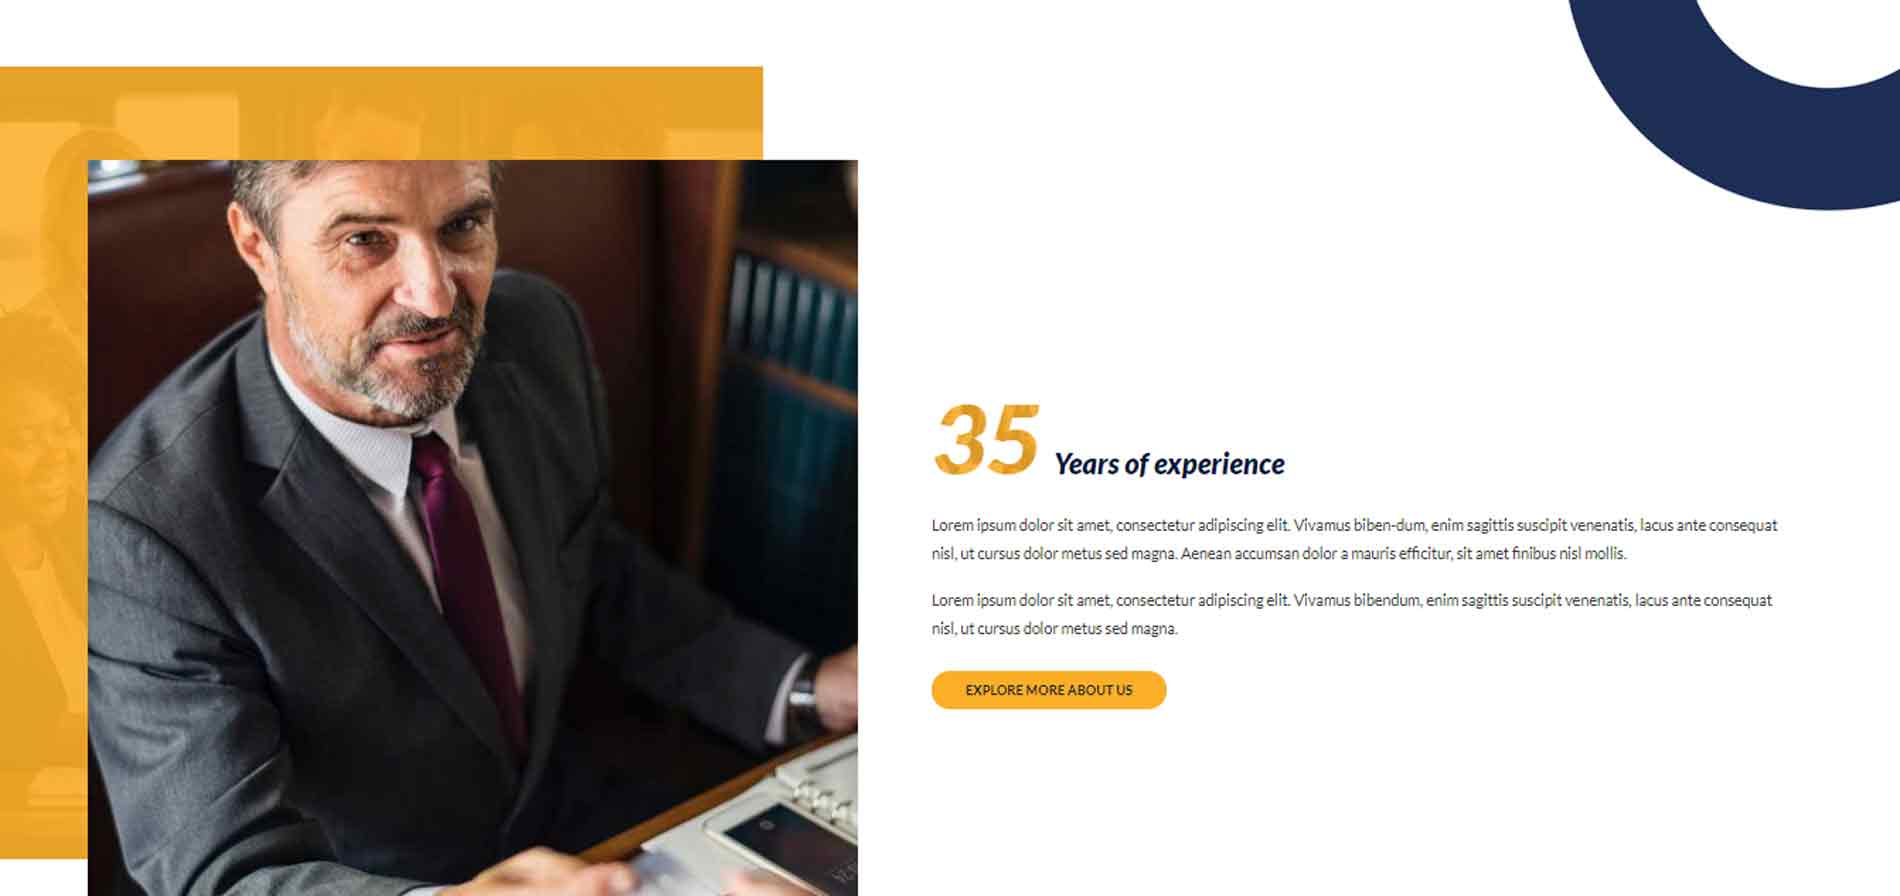 35 Years of experience
Lorem ipsum dolor sit amet, consectetur adipiscing elit. Vivamus biben-dum, enim sagittis suscipit venenatis, lacus ante consequat
nisl, ut cursus dolor metus sed magna. Aenean accumsan dolor a mauris efficitur, sit amet finibus nisl mollis.
Lorem ipsum dolor sit amet, consectetur adipiscing elit. Vivamus bibendum, enim sagittis suscipit venenatis, lacus ante consequat
nisl, ut cursus dolor metus sed magna.
EXPLORE MORE ABOUT US